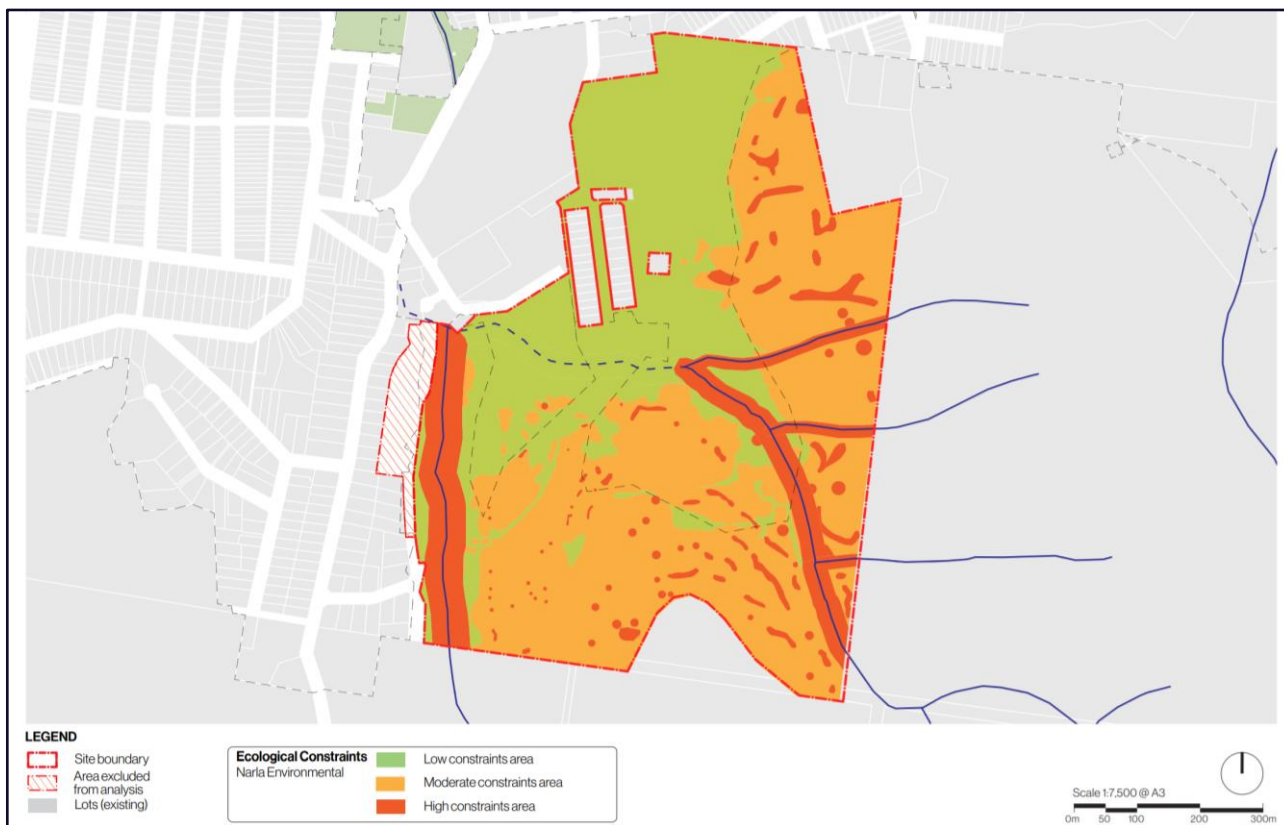 LEGEND
Site boundary
Area excluded
from analysis
Lots (existing)
Ecological Constraints
Narla Environmental
Low constraints area
Moderate constraints area
High constraints area
Scale 1:7,500 @ A3
0m 50 100 200 300m